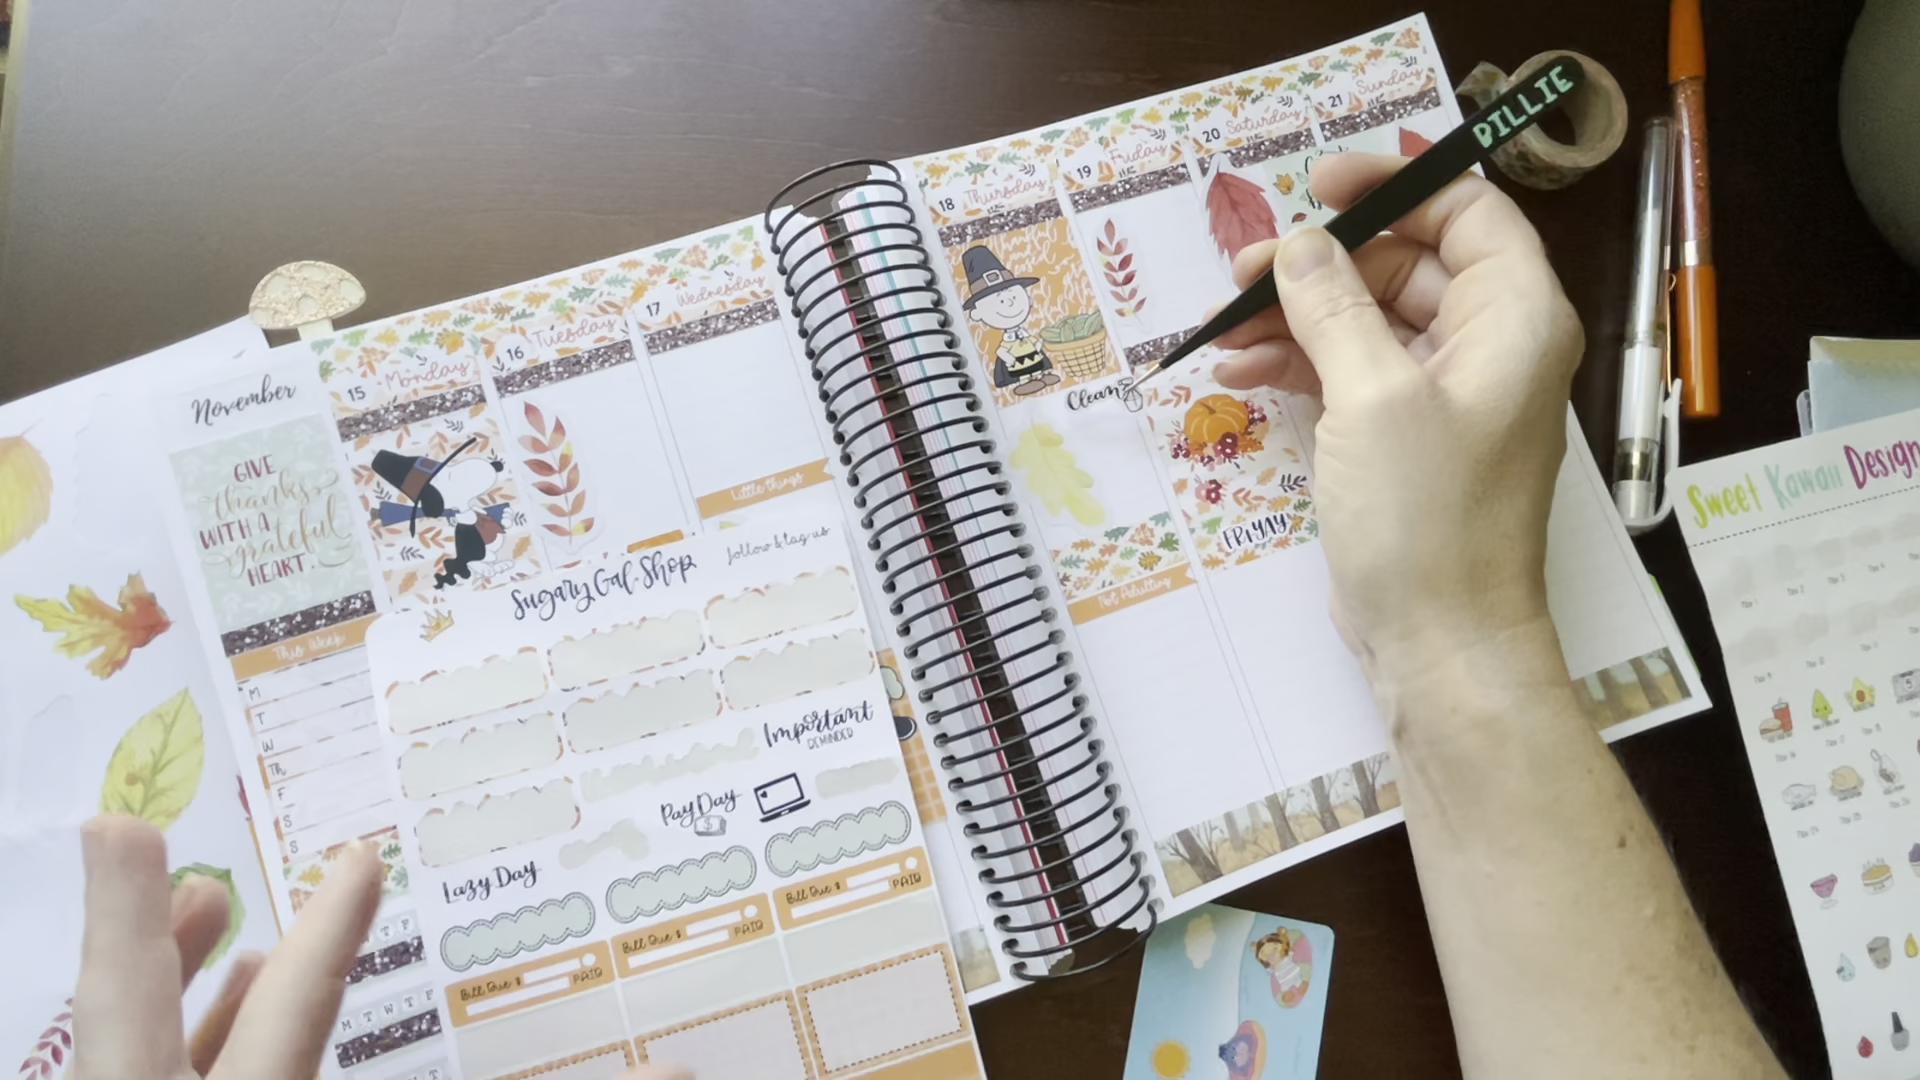 November
GIVE
thanks
WITH A
grateful
HEART.
This Week
M
T
W
Th
F
S
S
15 Monday
16 Tuesday
17 Wednesday
Little things
18 Thursday
19 Friday
20 Saturday
21 Sunday
Thankful
Clean
FRIYAY
Not Adulting
DILLIE
Sugary Gal Shop
follow & tag us
Important
REMINDER
Pay Day
$
Lazy Day
Bill Due $
PAID
Bill Due $
PAID
Bill Due $
PAID
T F
M T W T F
Sweet Kawaii Design